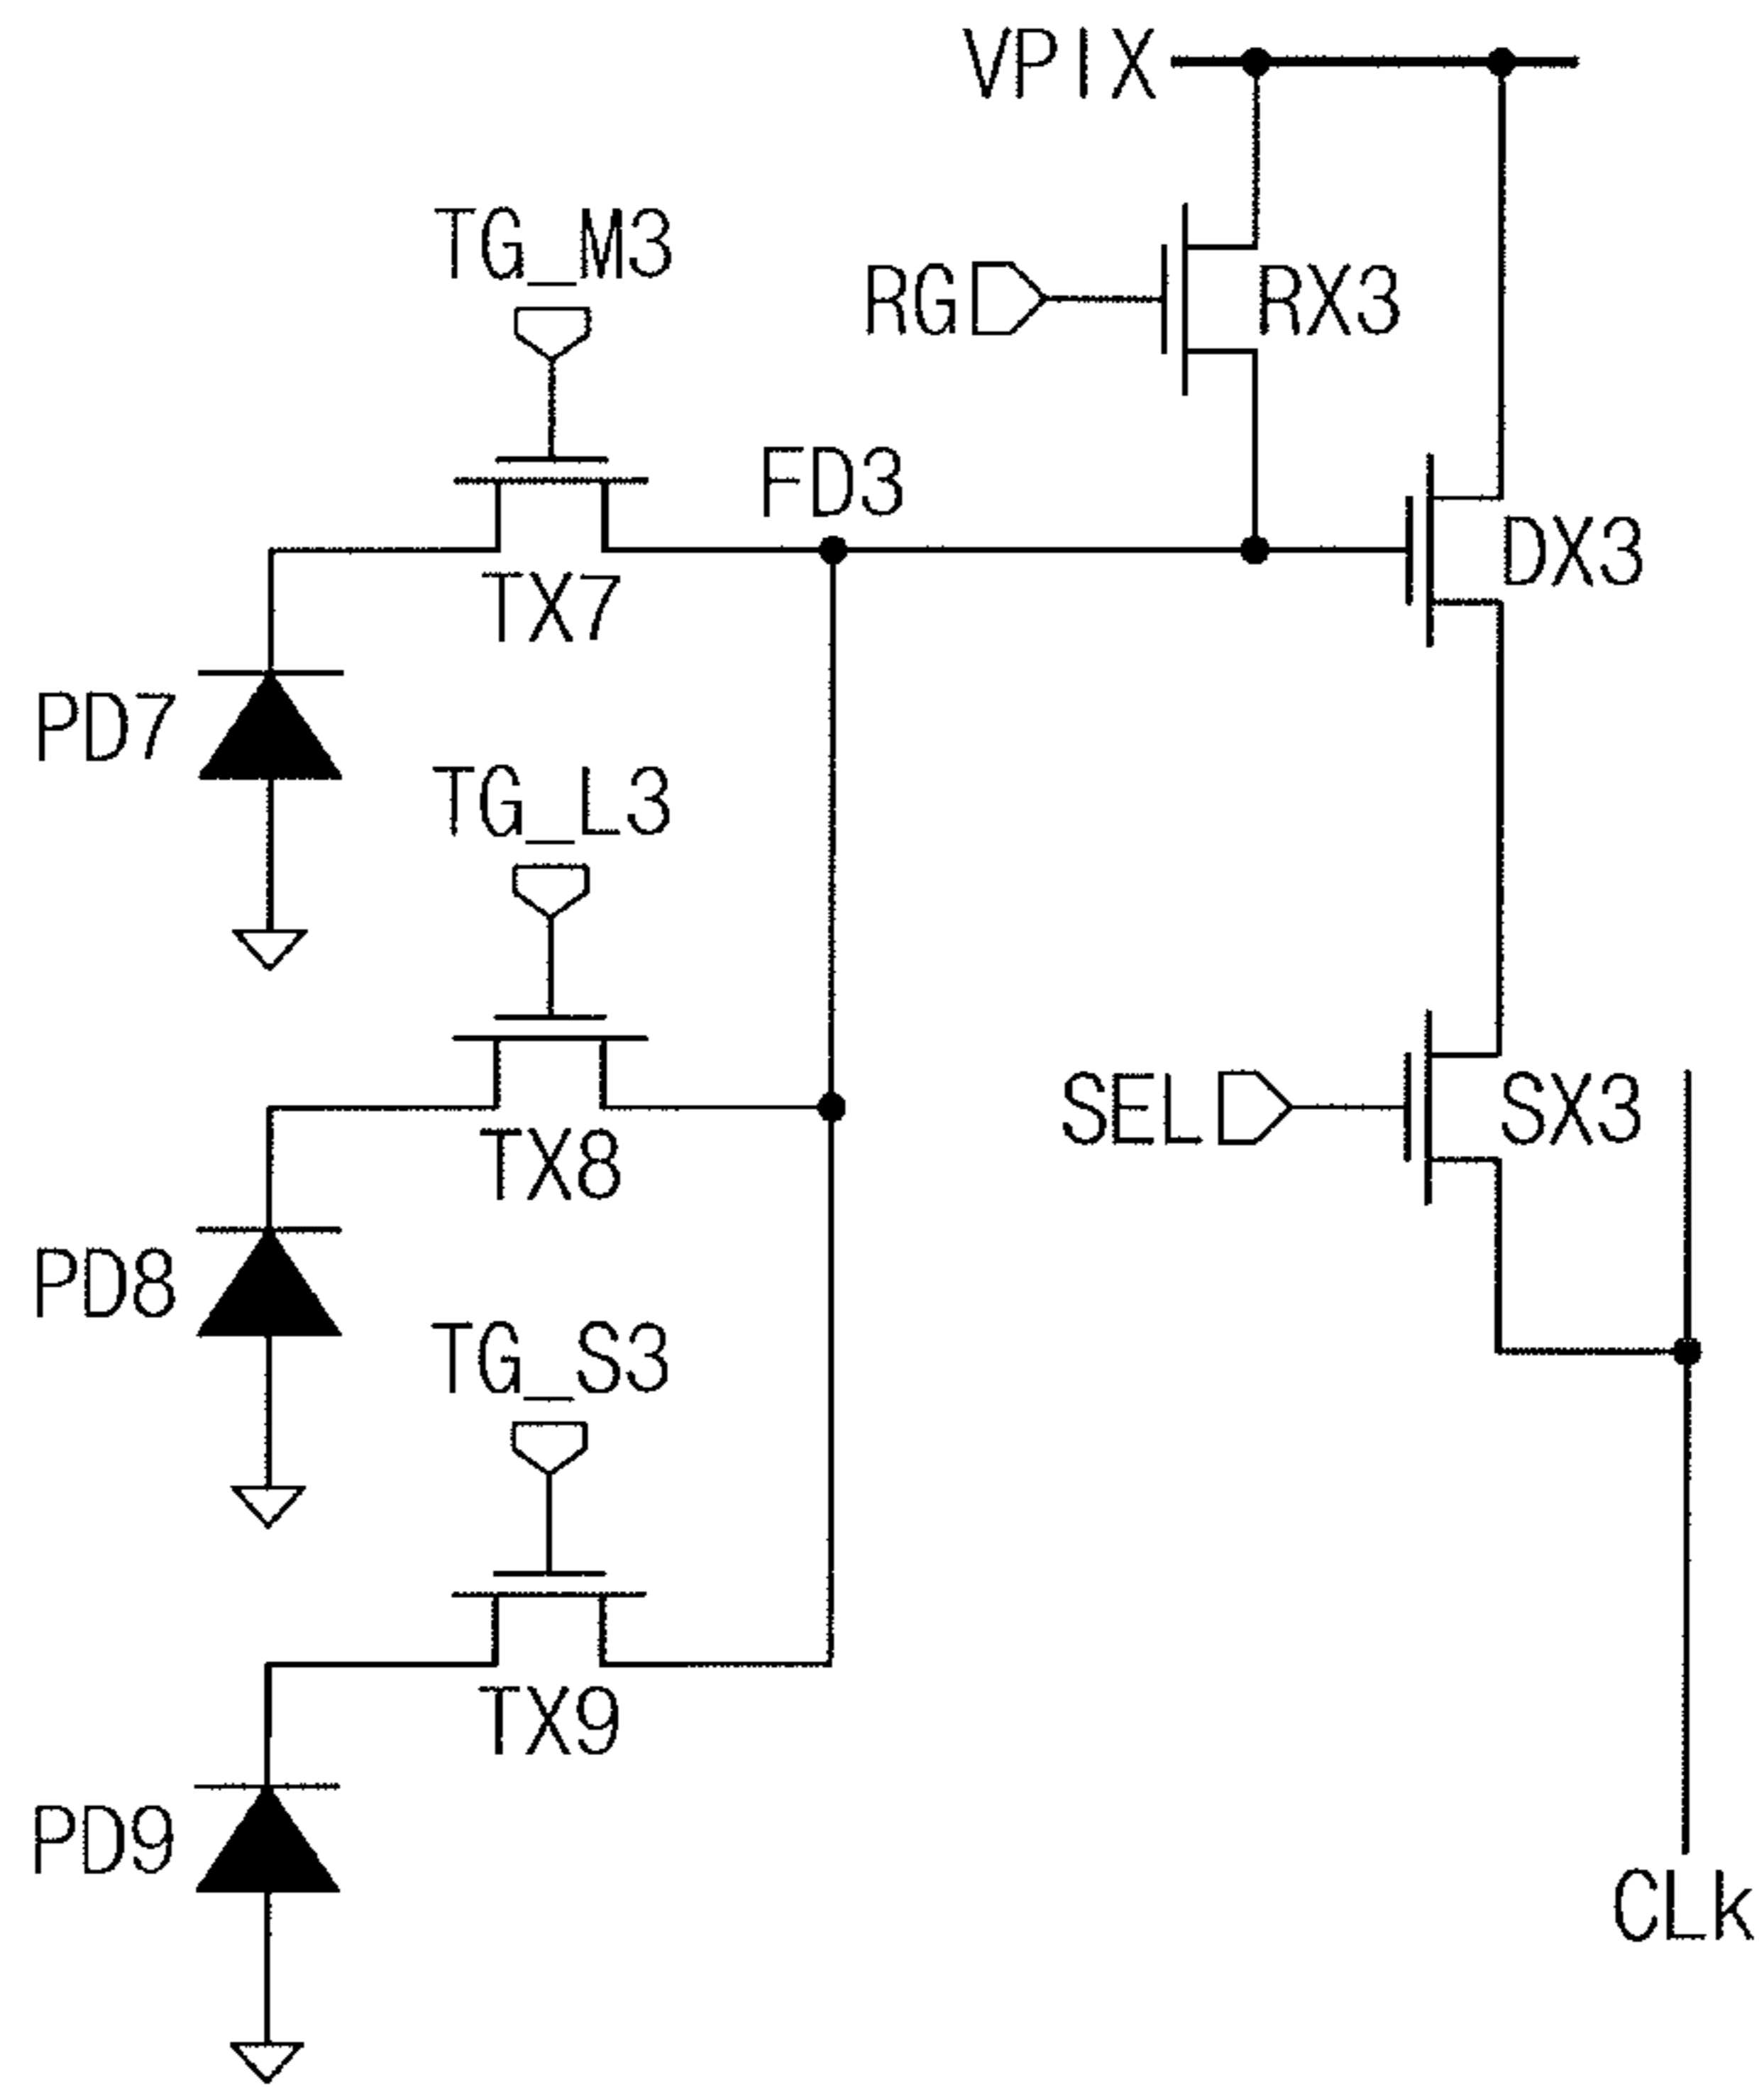 VPIX
TG_M3
RG
RX3
FD3
DX3
TX7
PD7
TG_L3
SEL
SX3
TX8
PD8
TG_S3
TX9
PD9
CLk